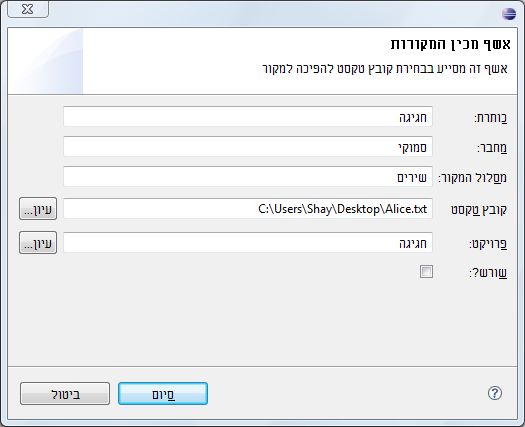 אשף מכין המקורות
אשף זה מסייע בבחירת קובץ טקסט להפיכה למקור
כותרת: חגיגה
מחבר: סמוקי
מסלול המקור: שירים
קובץ טקסט C:\Users\Shay\Desktop\Alice.txt עיון...
פרויקט: חגיגה עיון...
שורש?:
סיום ביטול